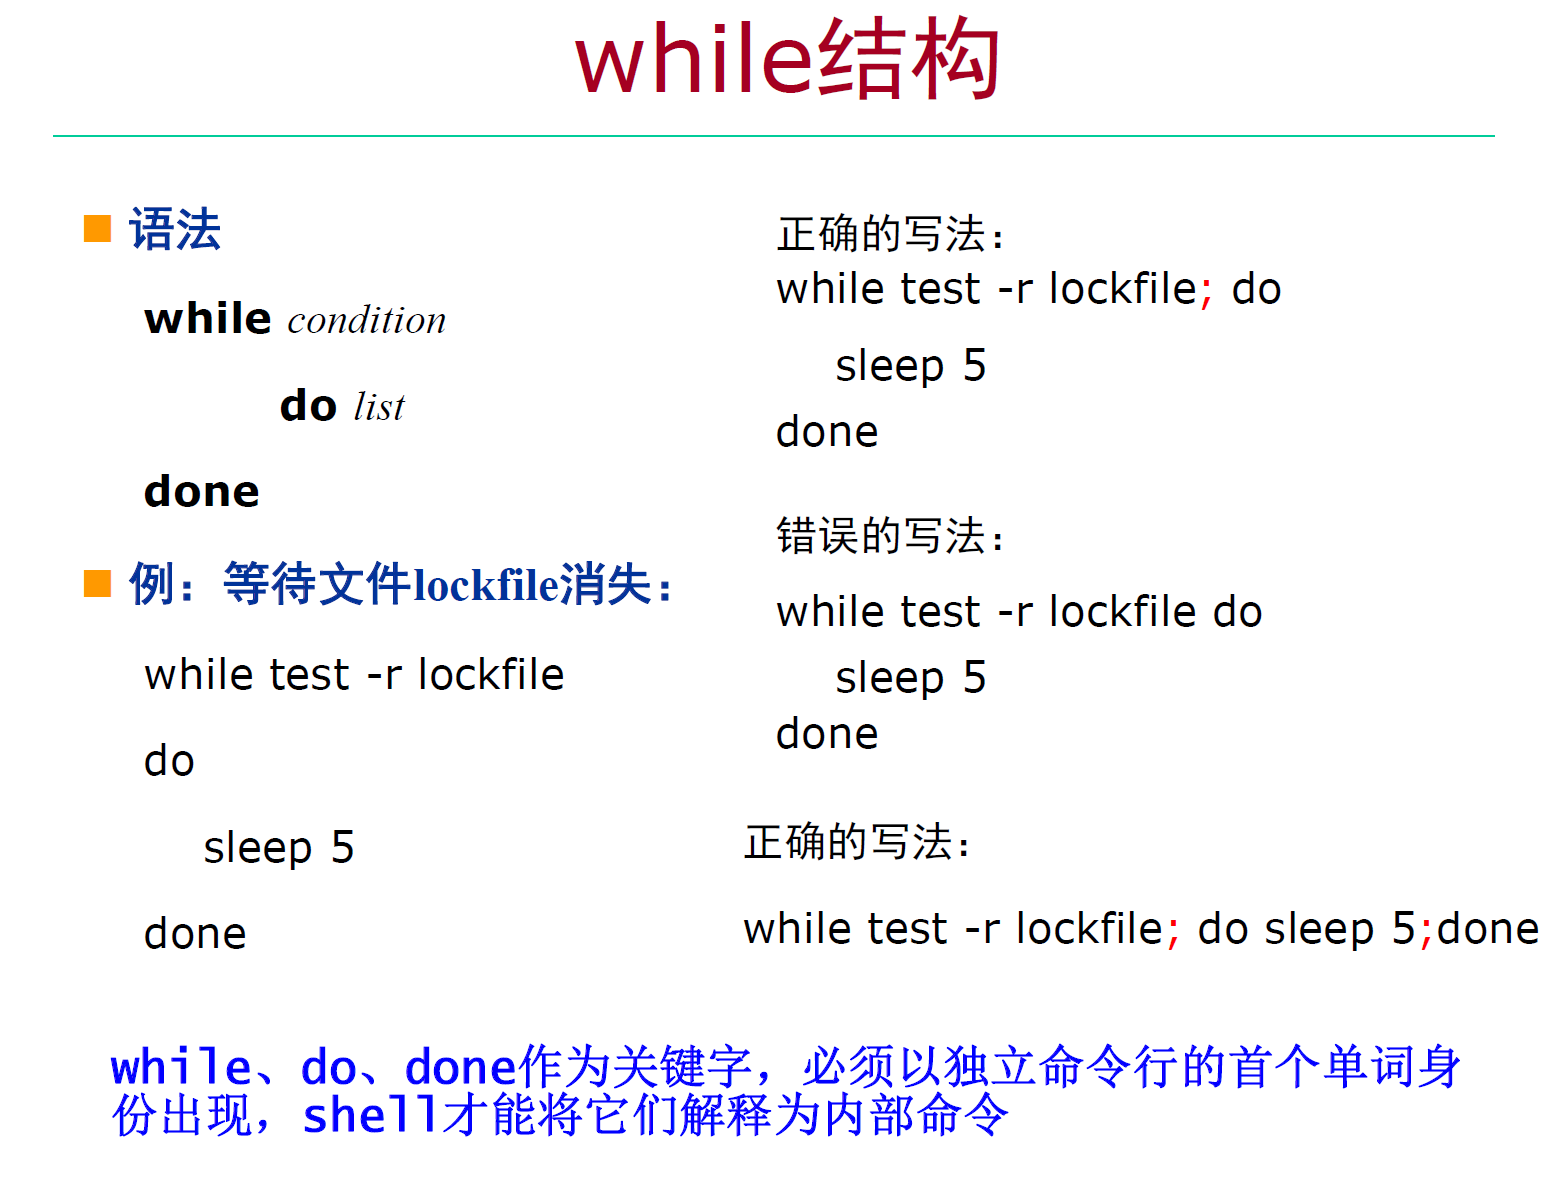 while结构
语法
while condition
do list
done
例：等待文件lockfile消失：
while test -r lockfile
do
sleep 5
done
正确的写法：
while test -r lockfile; do
sleep 5
done
错误的写法：
while test -r lockfile do
sleep 5
done
正确的写法：
while test -r lockfile; do sleep 5;done
while、do、done作为关键字，必须以独立命令行的首个单词身
份出现，shell才能将它们解释为内部命令